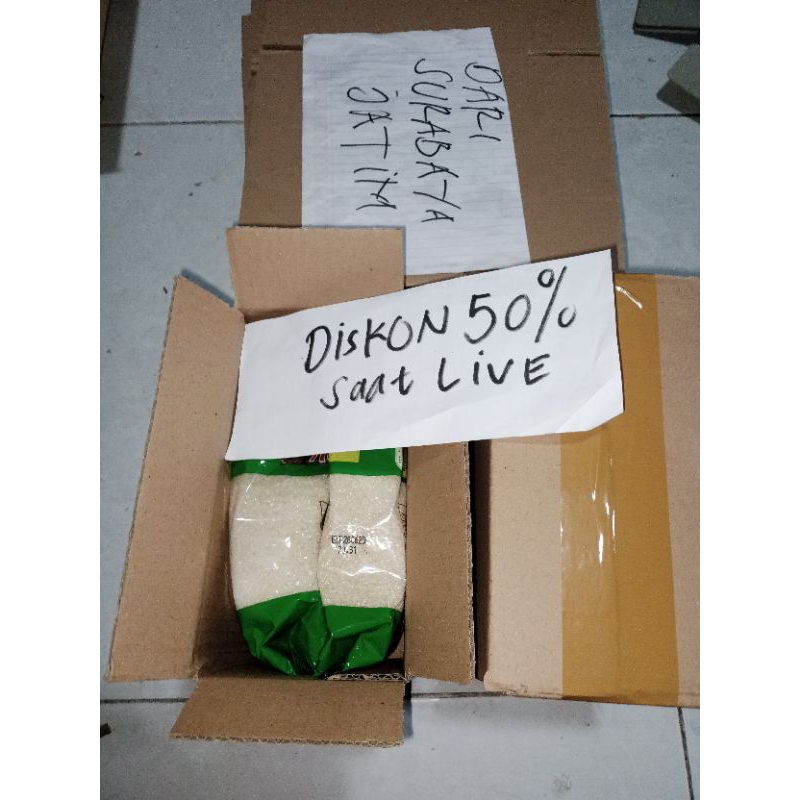 DARI
SURABAYA
JATIM
DiSKON 50%
Saat LiVE